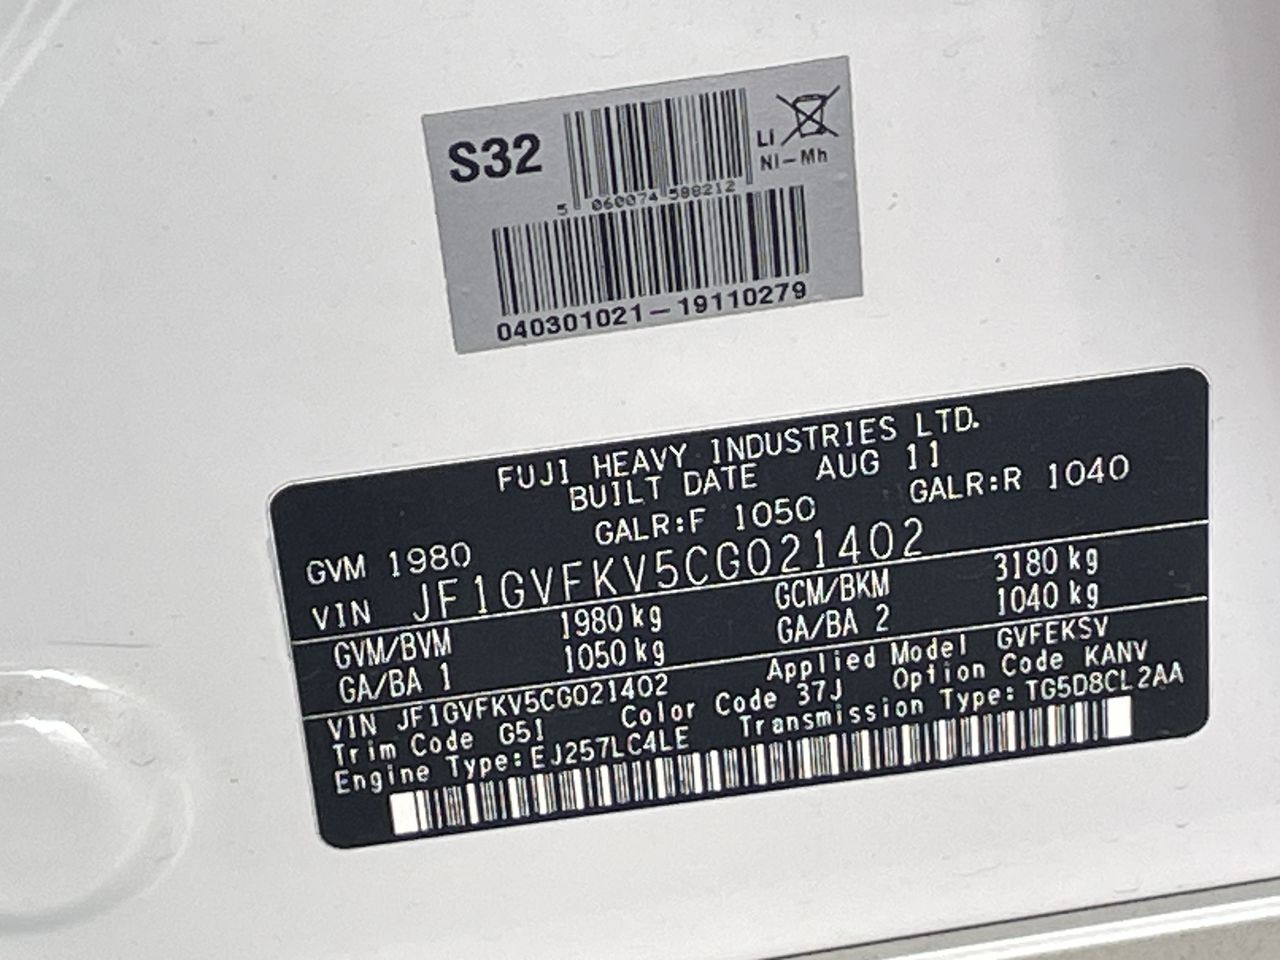 S32
Li
Ni-Mh
5 060074 588212
040301021-19110279
FUJI HEAVY INDUSTRIES LTD.
BUILT DATE AUG 11
GVM 1980 GALR:F 1050 GALR:R 1040
VIN JF1GVFKV5CG021402
GVM/BVM 1980 kg GCM/BKM 3180 kg
GA/BA 1 1050 kg GA/BA 2 1040 kg
VIN JF1GVFKV5CG021402 Applied Model GVFEKSV
Trim Code G51 Color Code 37J Option Code KANV
Engine Type:EJ257LC4LE Transmission Type:TG5D8CL2AA